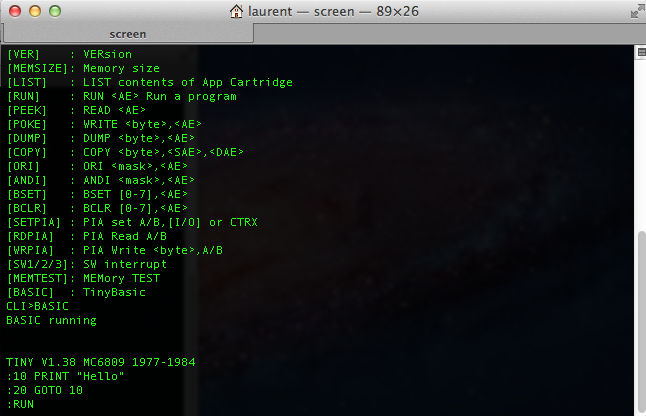 laurent — screen — 89×26
screen
[VER]    : VERsion
[MEMSIZE]: Memory size
[LIST]   : LIST contents of App Cartridge
[RUN]    : RUN <AE> Run a program
[PEEK]   : READ <AE>
[POKE]   : WRITE <byte>,<AE>
[DUMP]   : DUMP <byte>,<AE>
[COPY]   : COPY <byte>,<SAE>,<DAE>
[ORI]    : ORI <mask>,<AE>
[ANDI]   : ANDI <mask>,<AE>
[BSET]   : BSET [0-7],<AE>
[BCLR]   : BCLR [0-7],<AE>
[SETPIA] : PIA set A/B,[I/O] or CTRX
[RDPIA]  : PIA Read A/B
[WRPIA]  : PIA Write <byte>,A/B
[SW1/2/3]: SW interrupt
[MEMTEST]: MEMory TEST
[BASIC]  : TinyBasic
CLI>BASIC
BASIC running
TINY V1.38 MC6809 1977-1984
:10 PRINT "Hello"
:20 GOTO 10
:RUN